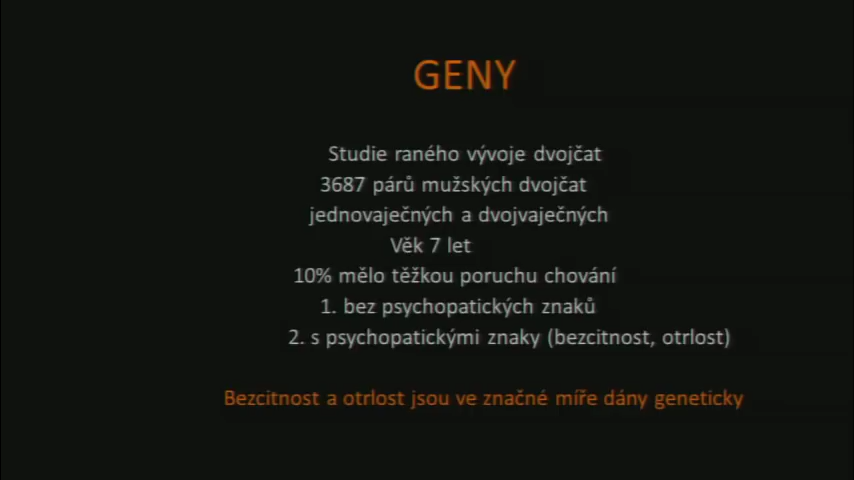 GENY
Studie raného vývoje dvojčat
3687 párů mužských dvojčat
jednovaječných a dvojvaječných
Věk 7 let
10% mělo těžkou poruchu chování
1. bez psychopatických znaků
2. s psychopatickými znaky (bezcitnost, otrlost)
Bezcitnost a otrlost jsou ve značné míře dány geneticky